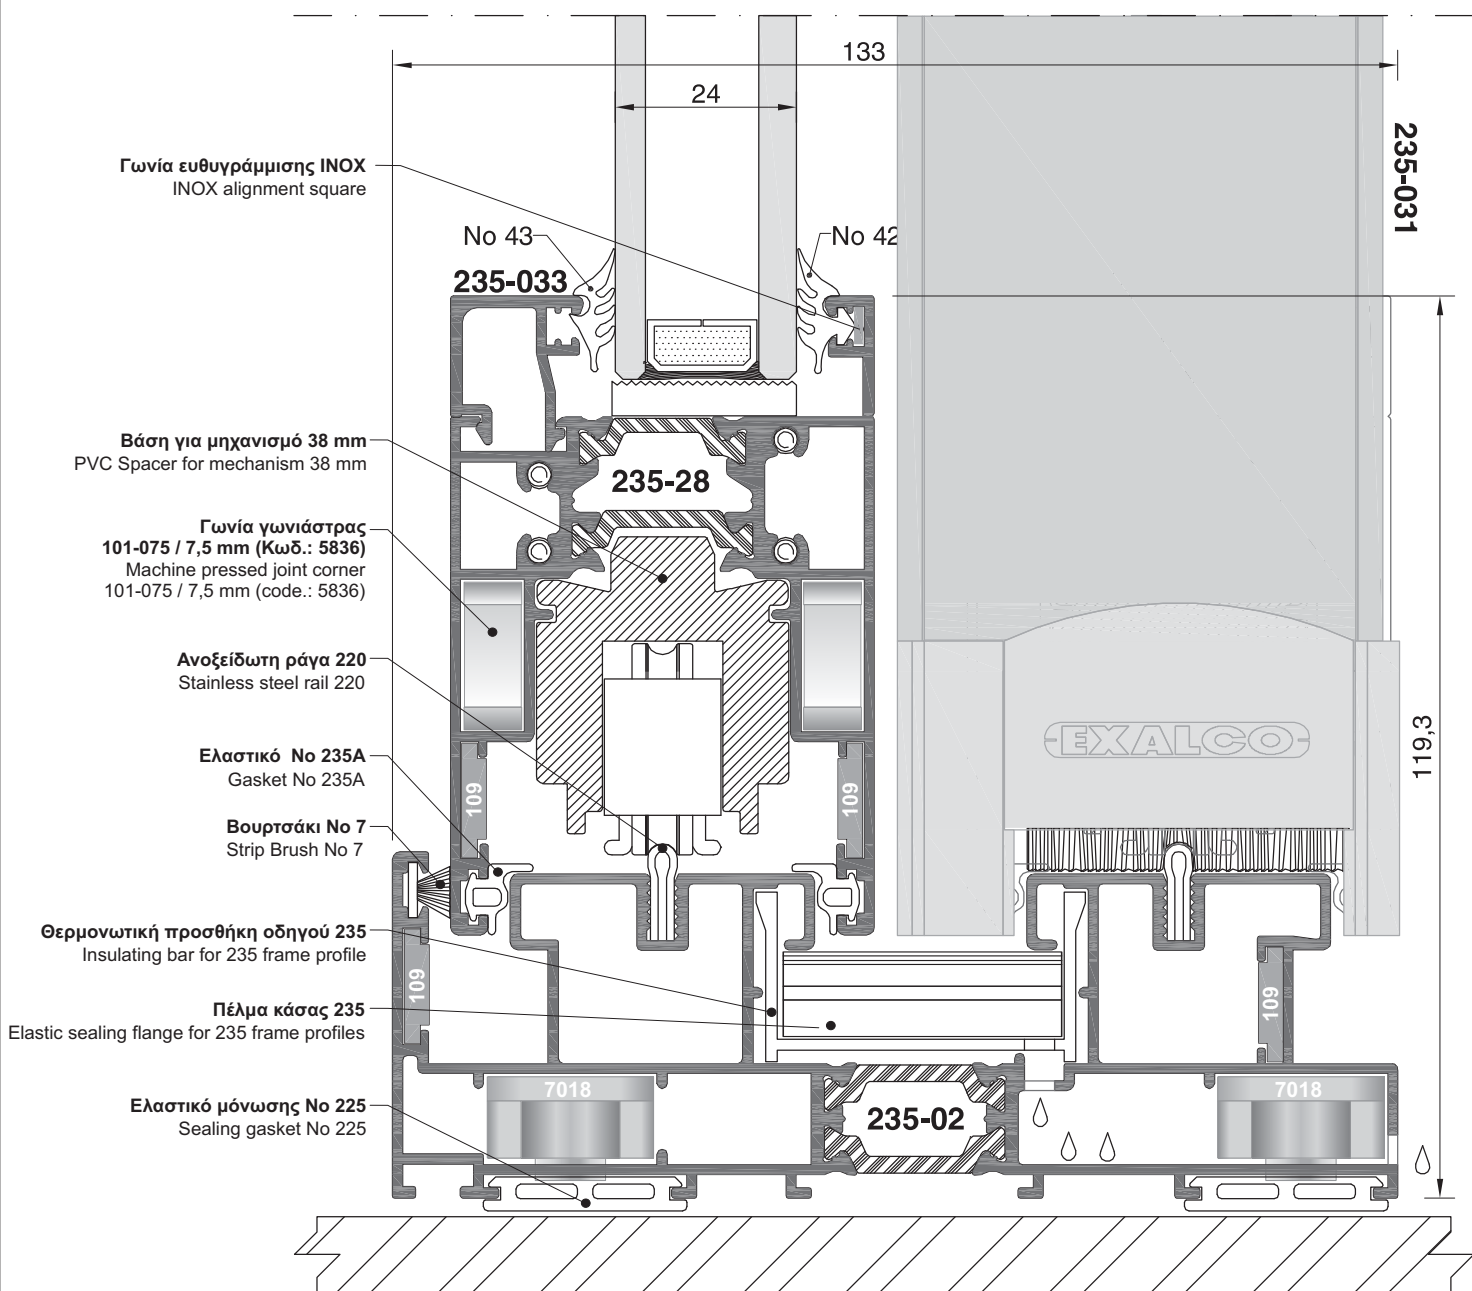 133
24
235-031
Γωνία ευθυγράμμισης INOX
INOX alignment square
No 43
No 42
235-033
Βάση για μηχανισμό 38 mm
PVC Spacer for mechanism 38 mm
235-28
Γωνία γωνιάστρας
101-075 / 7,5 mm (Κωδ.: 5836)
Machine pressed joint corner
101-075 / 7,5 mm (code.: 5836)
Ανοξείδωτη ράγα 220
Stainless steel rail 220
EXALCO
119,3
Ελαστικό No 235A
Gasket No 235A
109
109
Βουρτσάκι No 7
Strip Brush No 7
Θερμονωτική προσθήκη οδηγού 235
Insulating bar for 235 frame profile
109
109
Πέλμα κάσας 235
Elastic sealing flange for 235 frame profiles
7018
7018
Ελαστικό μόνωσης No 225
Sealing gasket No 225
235-02